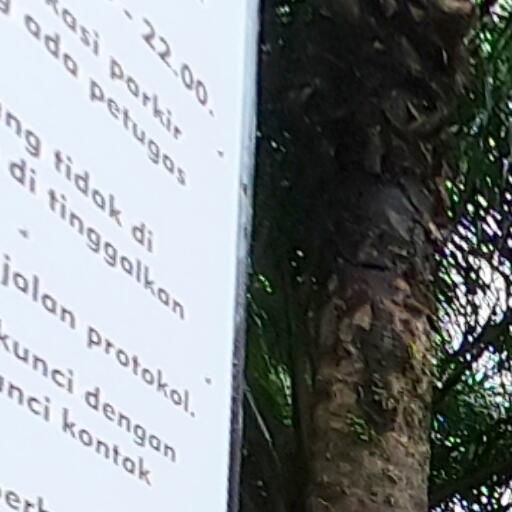 - 22.00.
kasi parkir
ada petugas
ng tidak di
di tinggalkan
jalan protokol.
kunci dengan
unci kontak